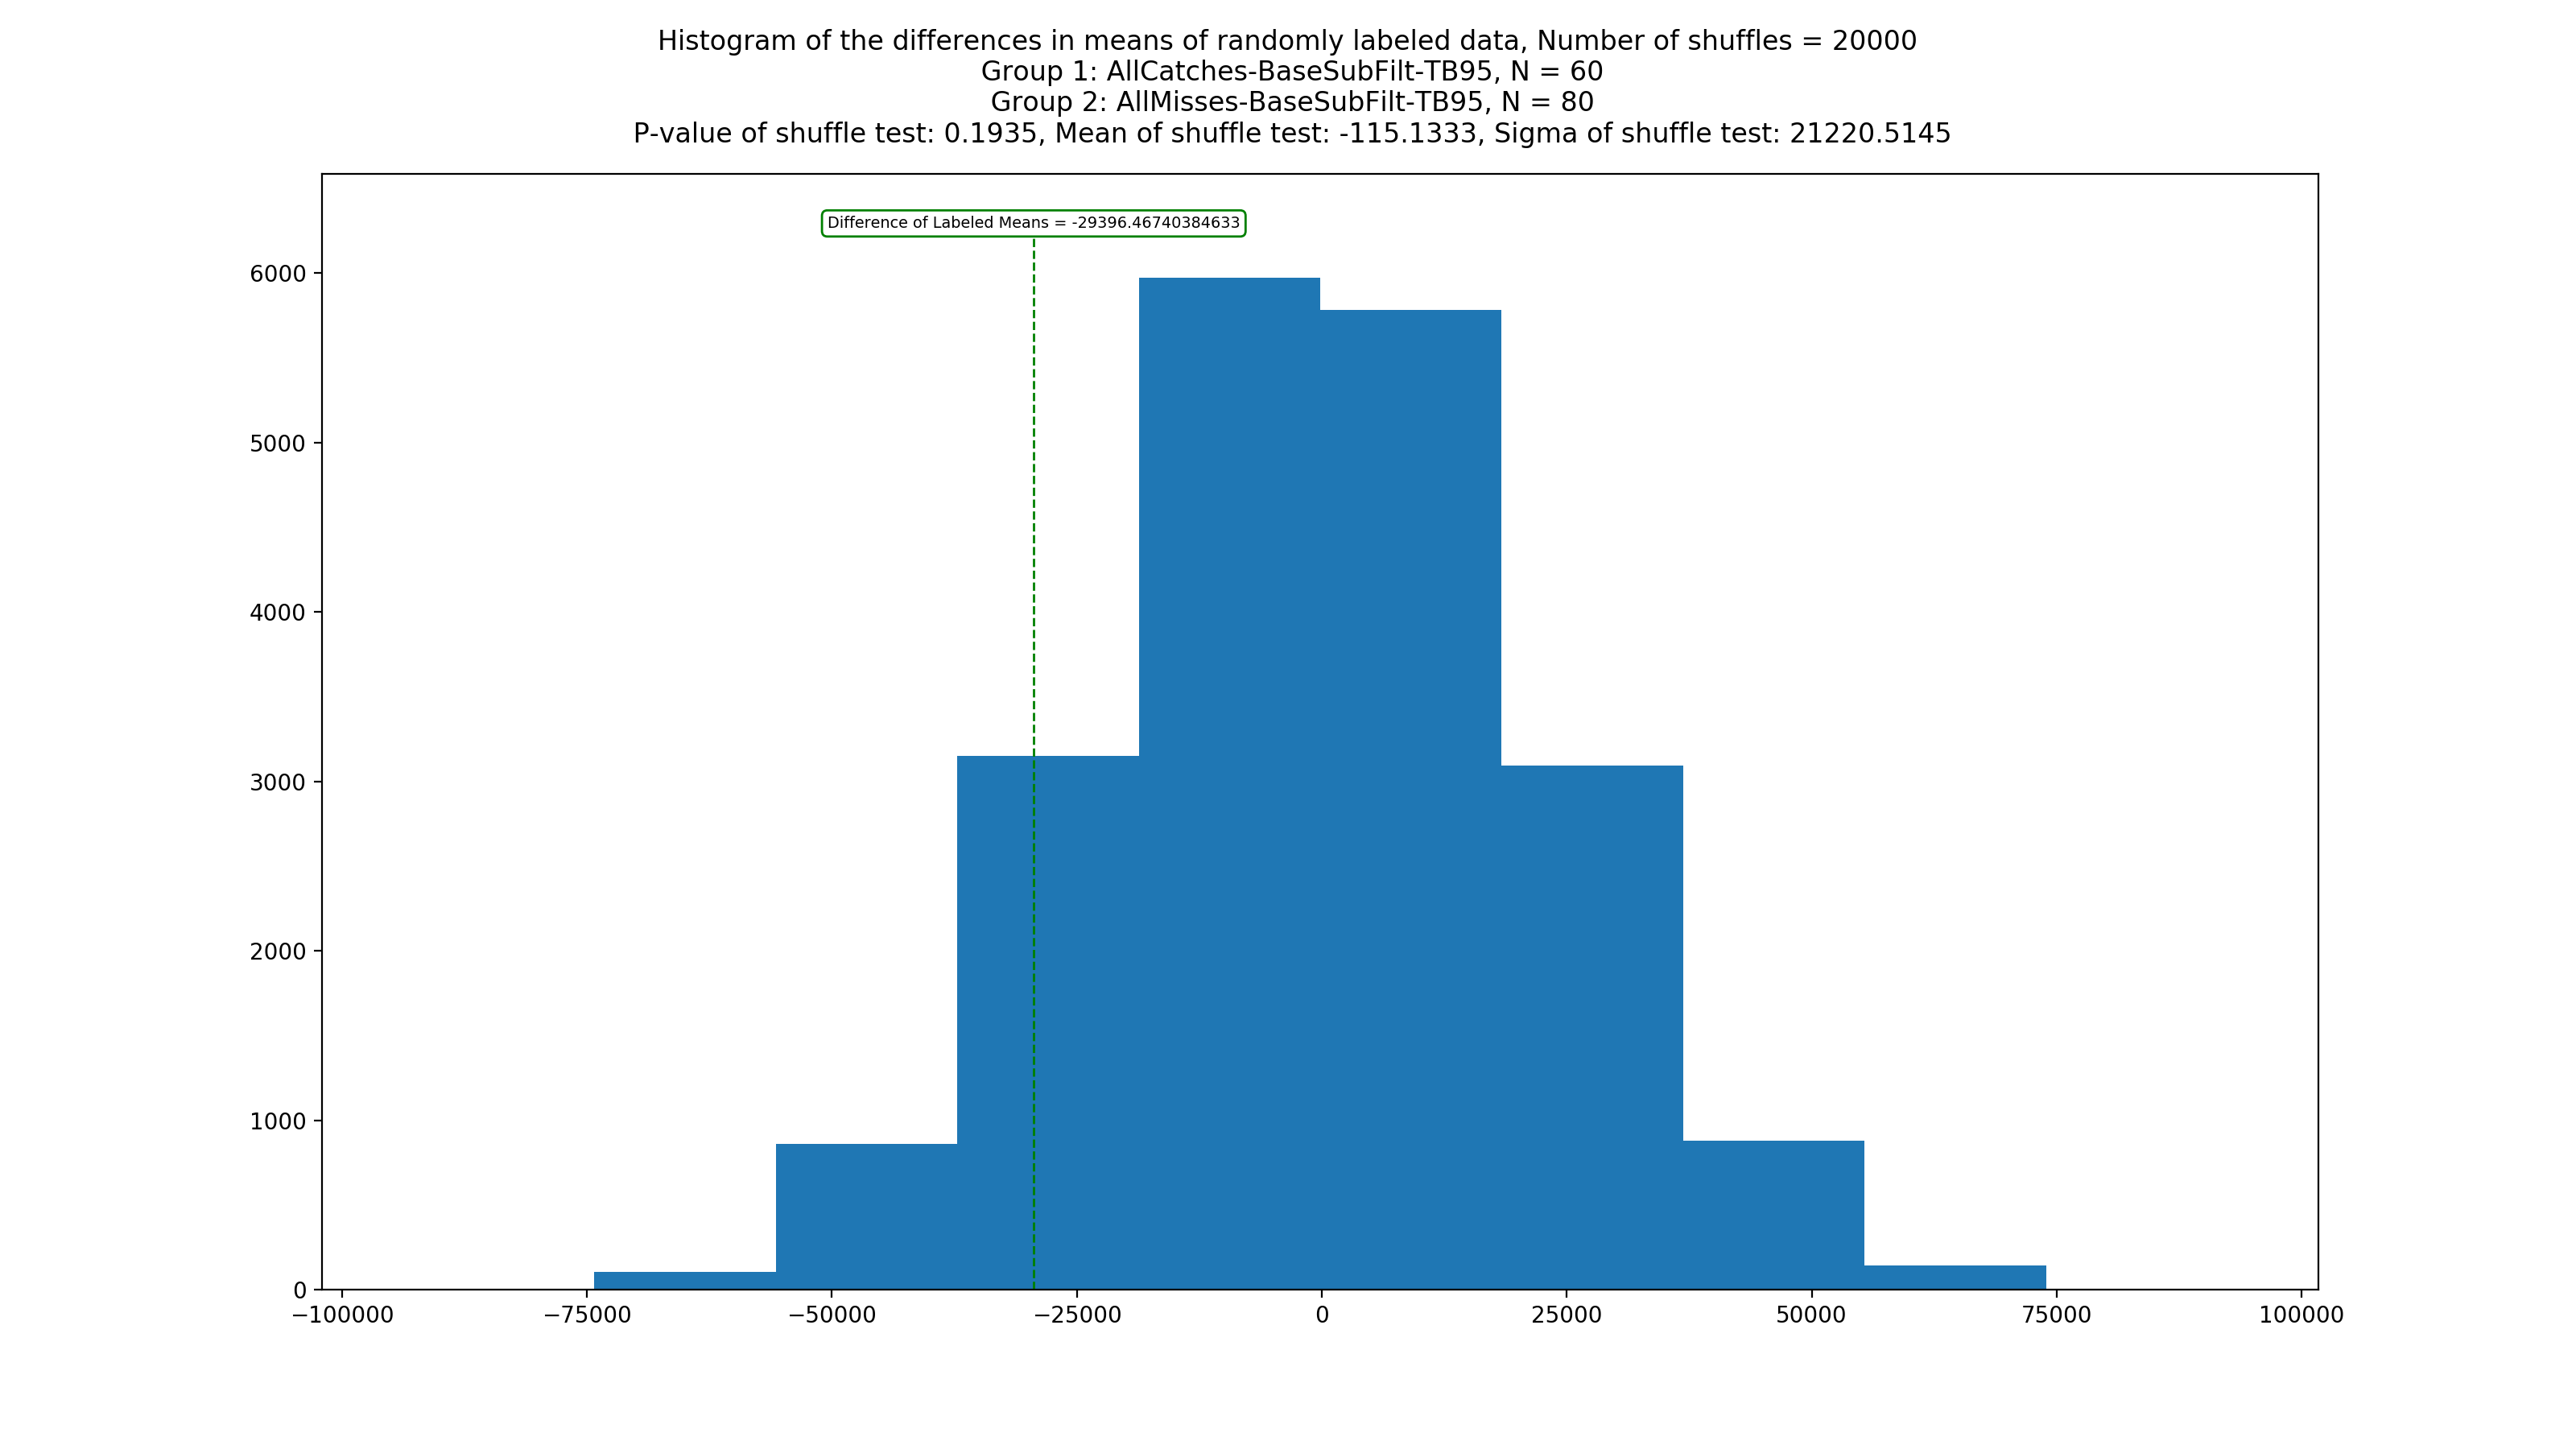 Histogram of the differences in means of randomly labeled data, Number of shuffles = 20000
Group 1: AllCatches-BaseSubFilt-TB95, N = 60
Group 2: AllMisses-BaseSubFilt-TB95, N = 80
P-value of shuffle test: 0.1935, Mean of shuffle test: -115.1333, Sigma of shuffle test: 21220.5145
Difference of Labeled Means = -29396.46740384633
6000
5000
4000
3000
2000
1000
0
−100000 −75000 −50000 −25000 0 25000 50000 75000 100000